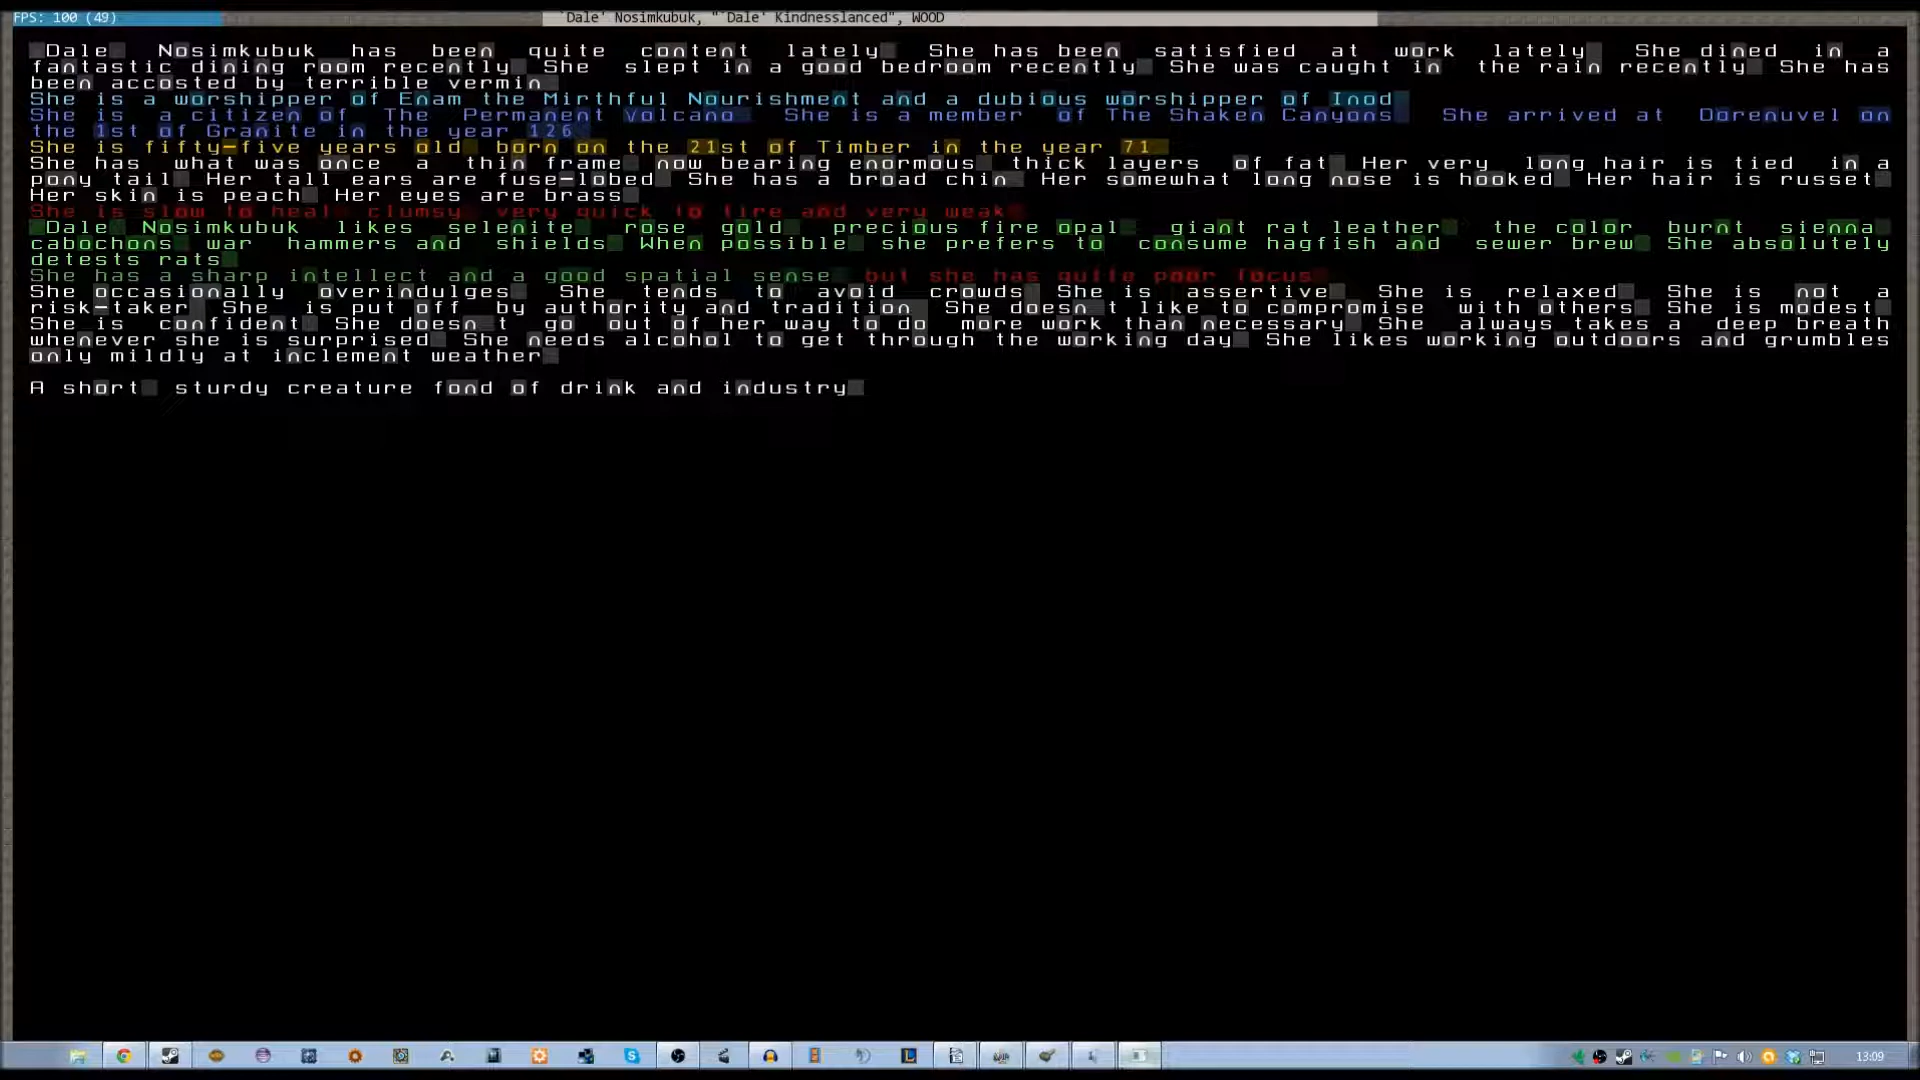 FPS: 100 (49)
`Dale' Nosimkubuk, "`Dale' Kindnesslanced", WOOD
Dale Nosimkubuk has been quite content lately She has been satisfied at work lately She dined in a
fantastic dining room recently She slept in a good bedroom recently She was caught in the rain recently She has
been accosted by terrible vermin
She is a worshipper of Enam the Mirthful Nourishment and a dubious worshipper of Inod
She is a citizen of The Permanent Volcano She is a member of The Shaken Canyons She arrived at Dorenuvel on
the 1st of Granite in the year 126
She is fifty-five years old born on the 21st of Timber in the year 71
She has what was once a thin frame now bearing enormous thick layers of fat Her very long hair is tied in a
pony tail Her tall ears are fuse-lobed She has a broad chin Her somewhat long nose is hooked Her hair is russet
Her skin is peach Her eyes are brass
She is slow to heal clumsy very quick to tire and very weak
Dale Nosimkubuk likes selenite rose gold precious fire opal giant rat leather the color burnt sienna
cabochons war hammers and shields When possible she prefers to consume hagfish and sewer brew She absolutely
detests rats
She has a sharp intellect and a good spatial sense but she has quite poor focus
She occasionally overindulges She tends to avoid crowds She is assertive She is relaxed She is not a
risk-taker She is put off by authority and tradition She doesn t like to compromise with others She is modest
She is confident She doesn t go out of her way to do more work than necessary She always takes a deep breath
whenever she is surprised She needs alcohol to get through the working day She likes working outdoors and grumbles
only mildly at inclement weather
A short sturdy creature fond of drink and industry
13:09